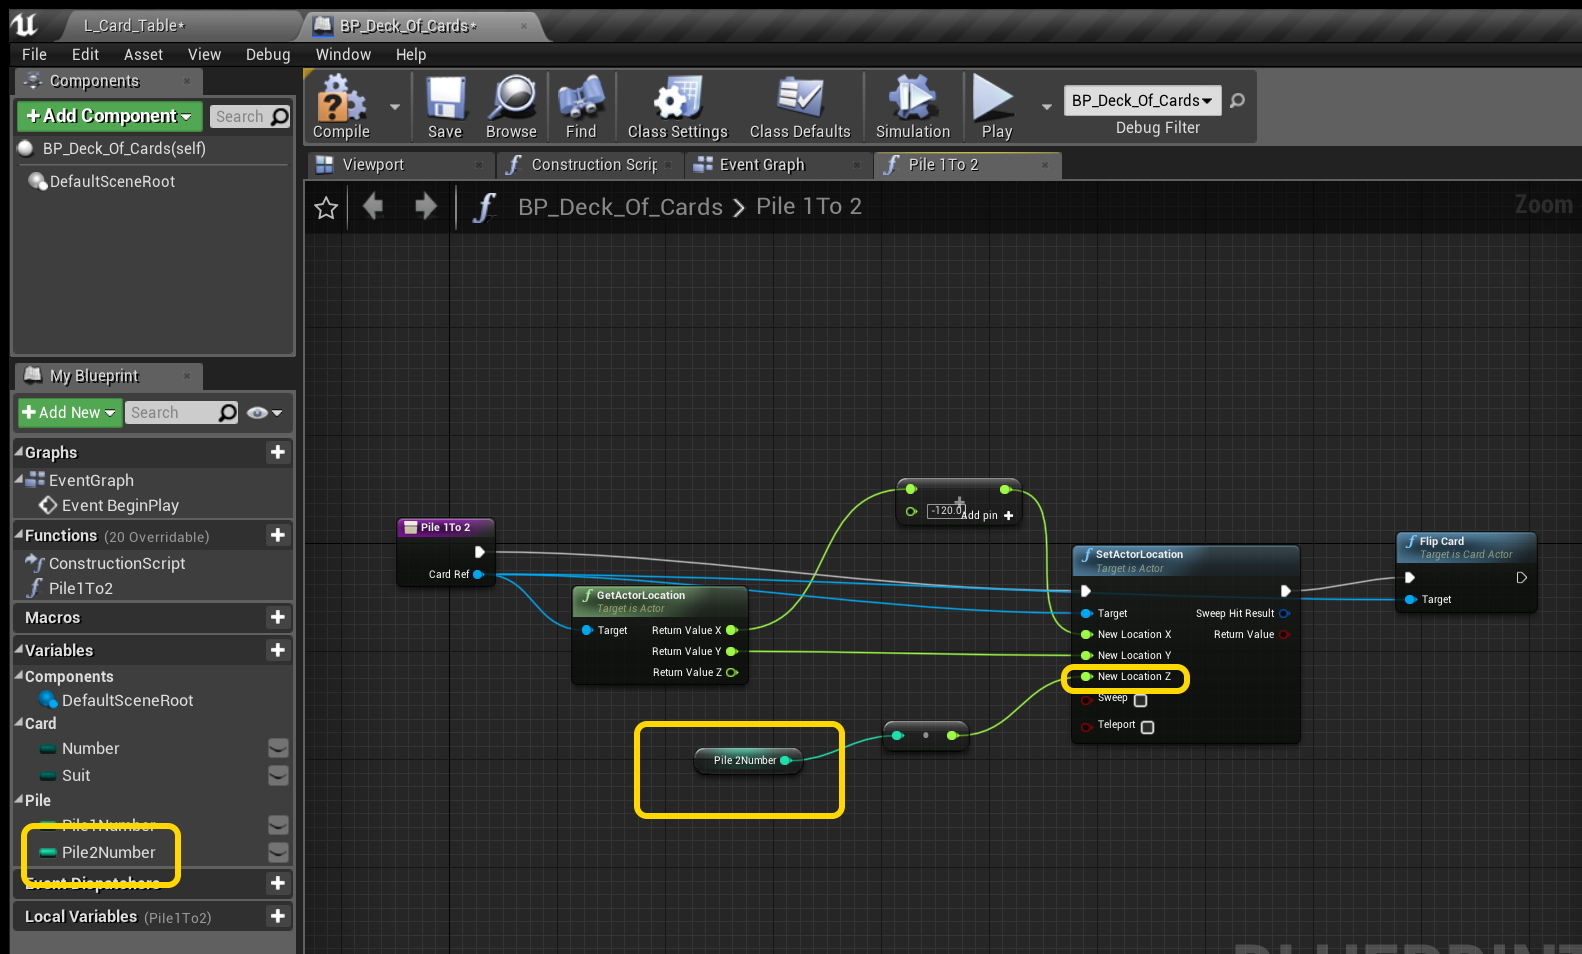 L_Card_Table*
BP_Deck_Of_Cards*
File Edit Asset View Debug Window Help
Components
+Add Component
Search
BP_Deck_Of_Cards(self)
DefaultSceneRoot
Compile
Save
Browse
Find
Class Settings
Class Defaults
Simulation
Play
BP_Deck_Of_Cards
Debug Filter
Viewport
Construction Scrip
Event Graph
Pile 1To 2
BP_Deck_Of_Cards > Pile 1To 2
Zoom
My Blueprint
+Add New
Search
Graphs
EventGraph
Event BeginPlay
Functions (20 Overridable)
ConstructionScript
Pile1To2
Macros
Variables
Components
DefaultSceneRoot
Card
Number
Suit
Pile
Pile1Number
Pile2Number
Event Dispatchers
Local Variables (Pile1To2)
Pile 1To 2
Card Ref
GetActorLocation
Target is Actor
Target
Return Value X
Return Value Y
Return Value Z
-120.0
Add pin +
Pile 2Number
SetActorLocation
Target is Actor
Target
Sweep Hit Result
New Location X
Return Value
New Location Y
New Location Z
Sweep
Teleport
Flip Card
Target is Card Actor
Target